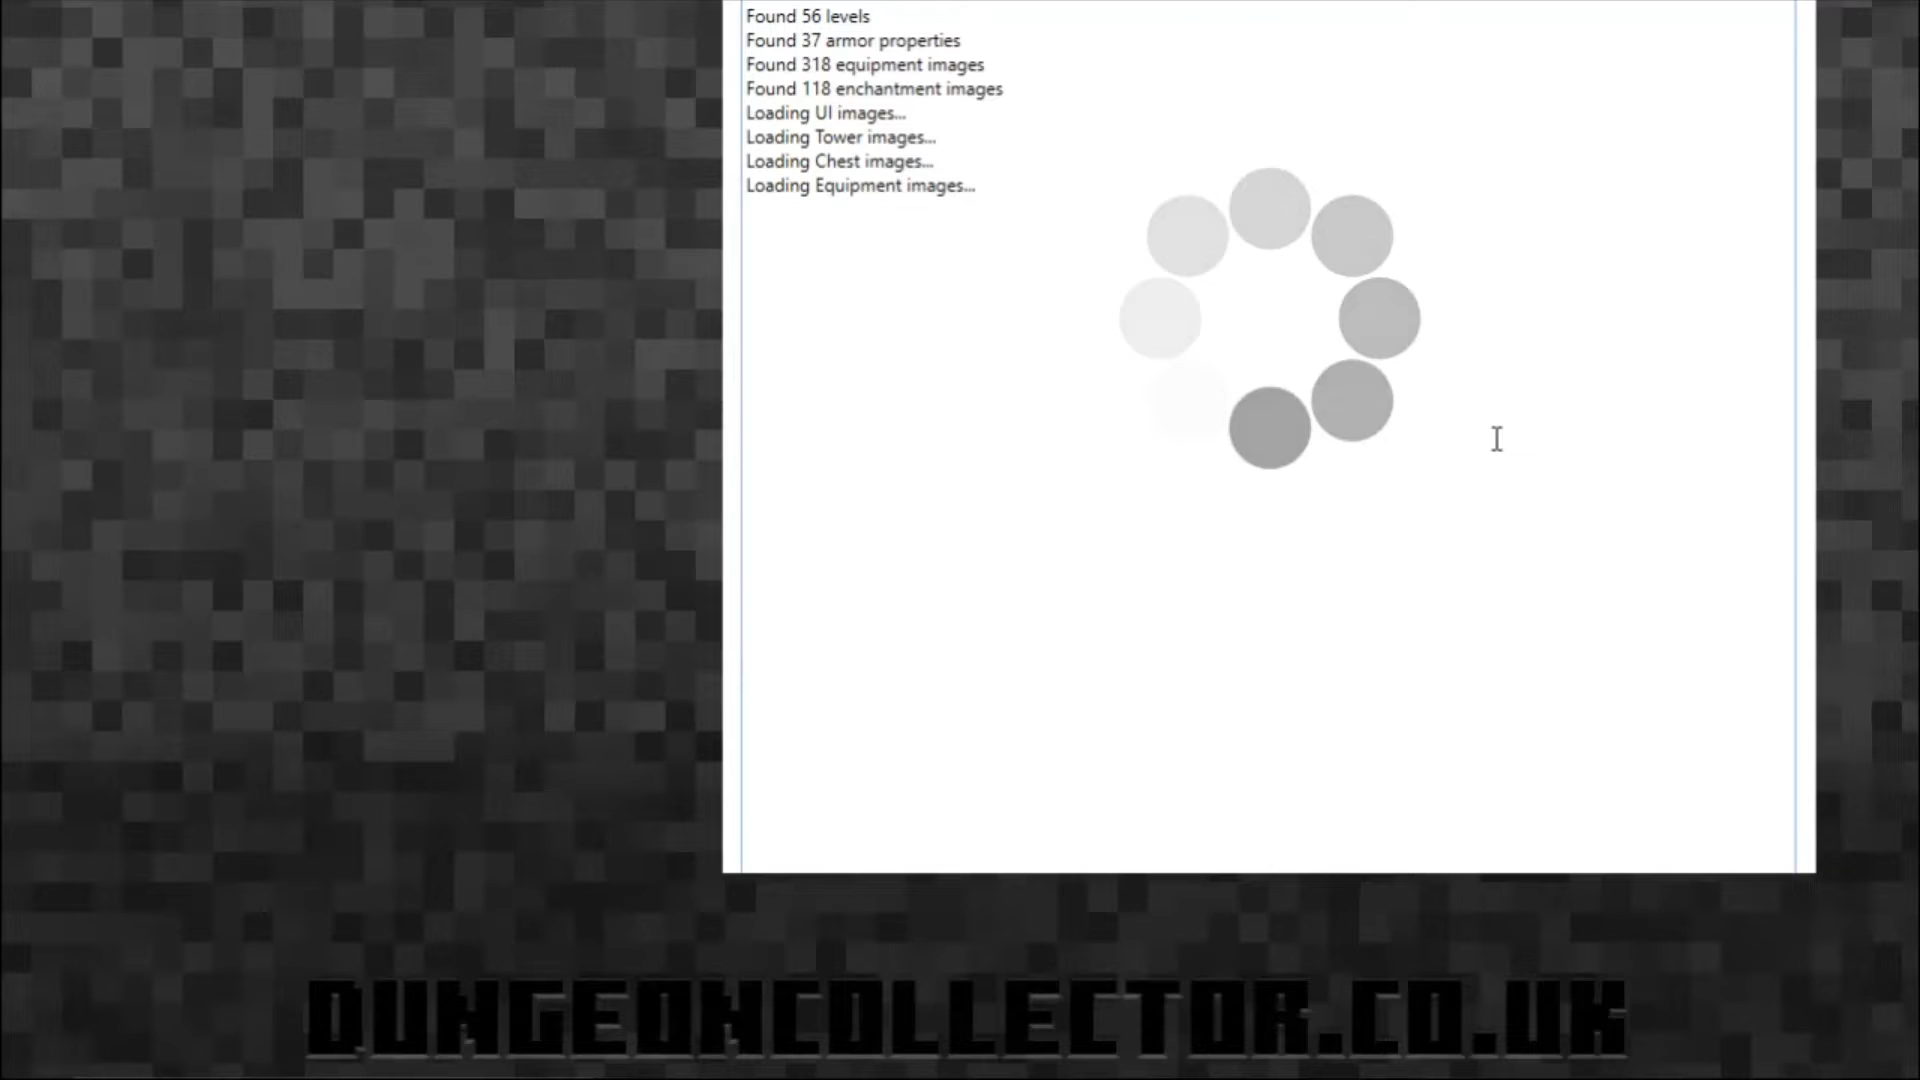 Found 56 levels
Found 37 armor properties
Found 318 equipment images
Found 118 enchantment images
Loading UI images...
Loading Tower images...
Loading Chest images...
Loading Equipment images...
DUNGEONCOLLECTOR.CO.UK